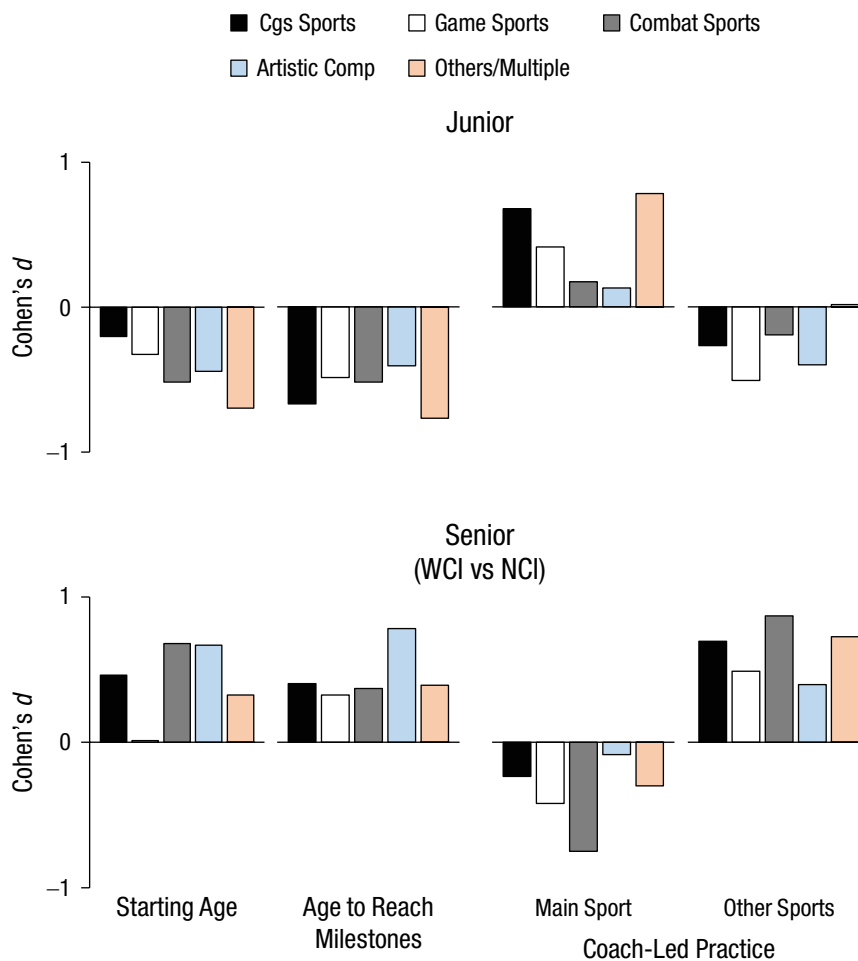 Cgs Sports
Game Sports
Combat Sports
Artistic Comp
Others/Multiple
Junior
1
0
−1
Cohen's d
Senior
(WCI vs NCI)
1
0
−1
Cohen's d
Starting Age
Age to Reach
Milestones
Main Sport
Other Sports
Coach-Led Practice